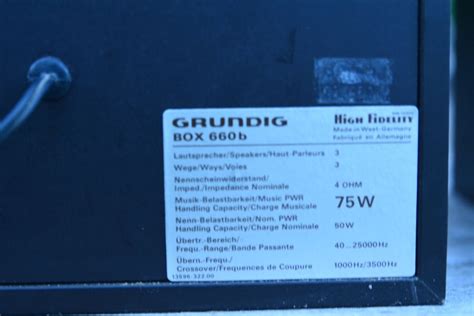 GRUNDIG HIGH FIDELITY
BOX 660b Made in West-Germany
Fabriqué en Allemagne
Lautsprecher/Speakers/Haut-Parleurs 3
Wege/Ways/Voies 3
Nennscheinwiderstand/
Imped./Impedance Nominale 4 OHM
Musik-Belastbarkeit/Music PWR
Handling Capacity/Charge Musicale 75W
Nenn-Belastbarkeit/Nom. PWR
Handling Capacity/Charge Nominale 50W
Übertr.-Bereich/
Frequ.-Range/Bande Passante 40...25000Hz
Übern.-Frequ./
Crossover/Frequences de Coupure 1000Hz/3500Hz